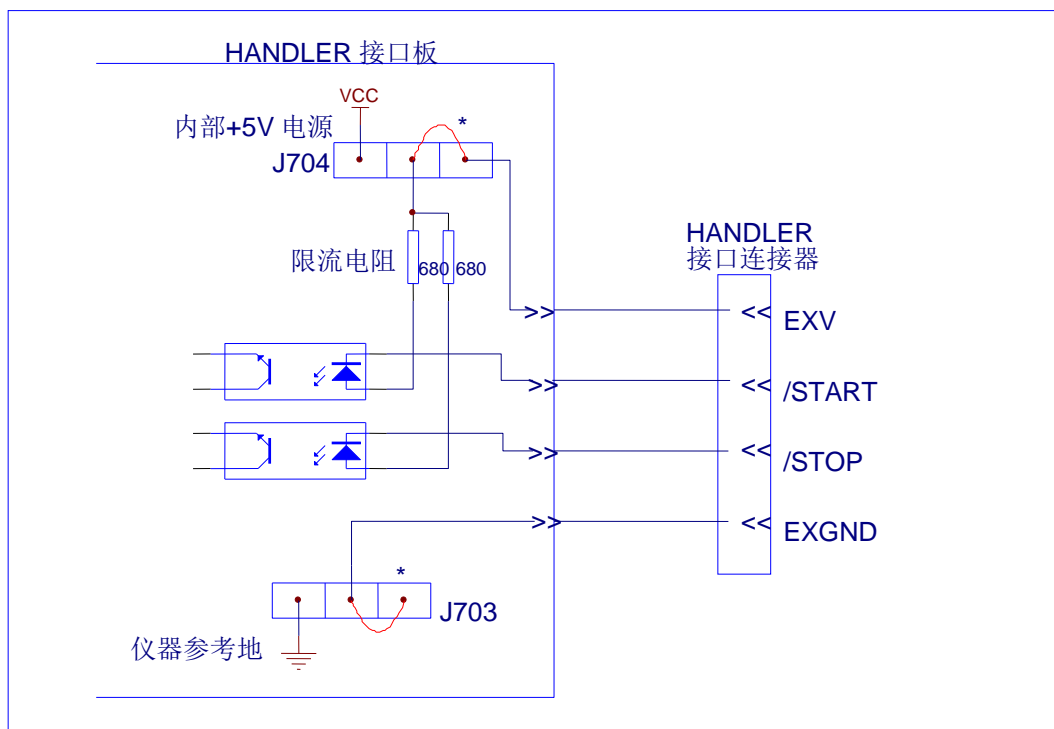 HANDLER 接口板
VCC
内部+5V 电源
*
J704
限流电阻
680 680
HANDLER
接口连接器
>> << EXV
>> << /START
>> << /STOP
>> << EXGND
*
J703
仪器参考地